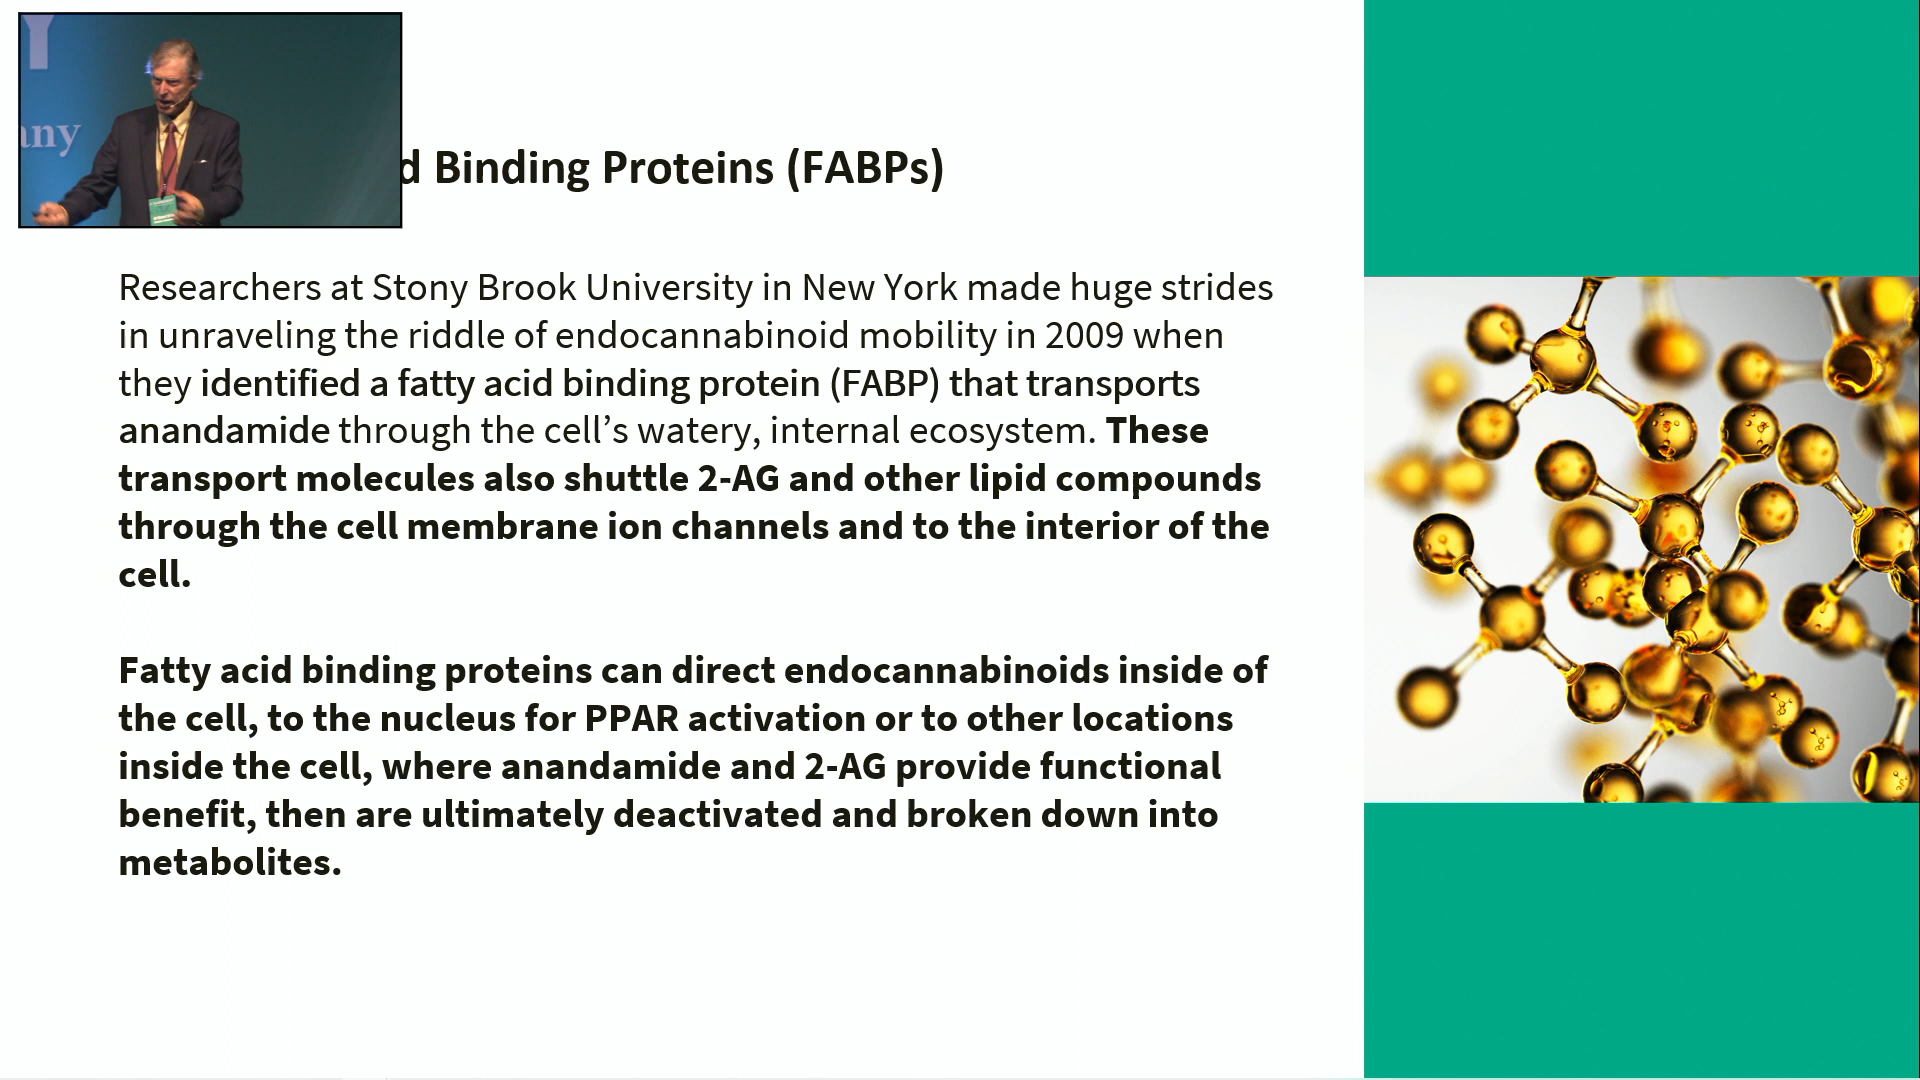 Y
any
d Binding Proteins (FABPs)
Researchers at Stony Brook University in New York made huge strides
in unraveling the riddle of endocannabinoid mobility in 2009 when
they identified a fatty acid binding protein (FABP) that transports
anandamide through the cell’s watery, internal ecosystem. These
transport molecules also shuttle 2-AG and other lipid compounds
through the cell membrane ion channels and to the interior of the
cell.
Fatty acid binding proteins can direct endocannabinoids inside of
the cell, to the nucleus for PPAR activation or to other locations
inside the cell, where anandamide and 2-AG provide functional
benefit, then are ultimately deactivated and broken down into
metabolites.